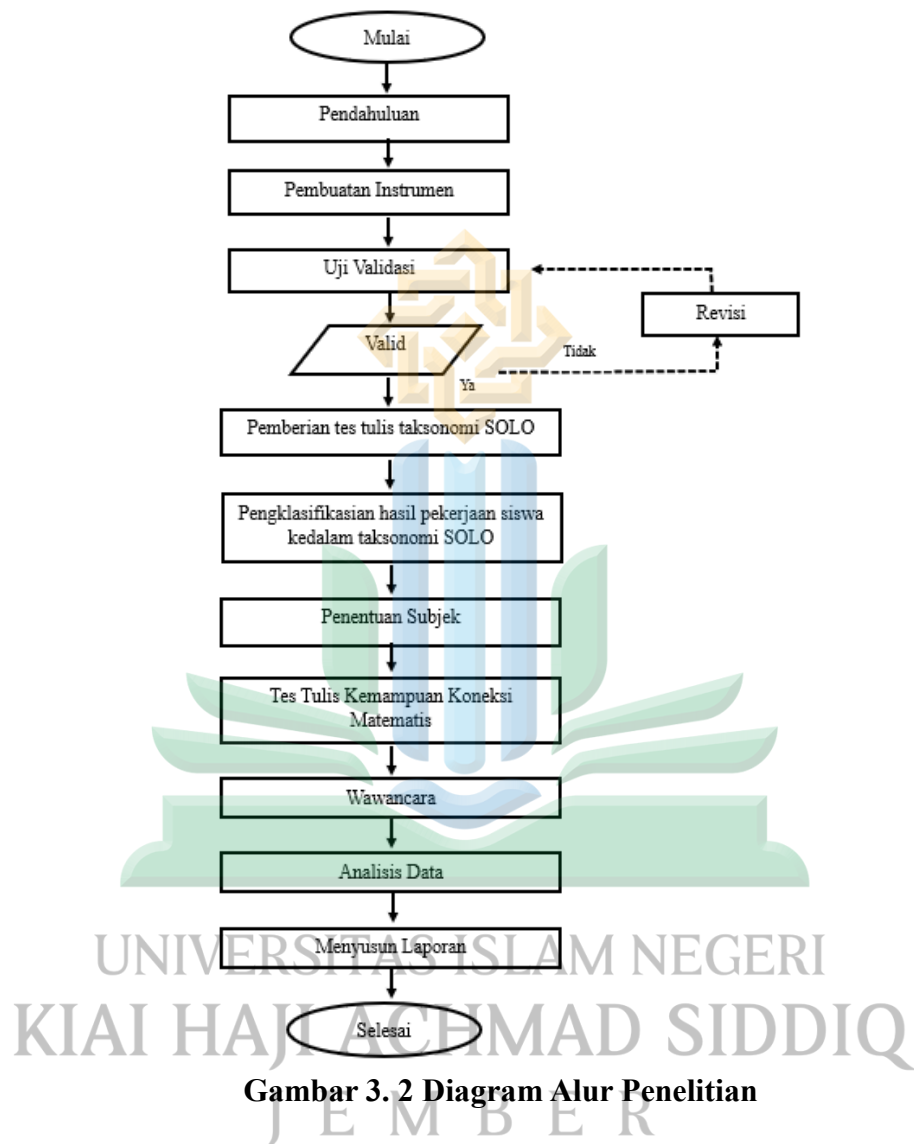 Mulai
Pendahuluan
Pembuatan Instrumen
Uji Validasi
Revisi
Valid
Tidak
Ya
Pemberian tes tulis taksonomi SOLO
Pengklasifikasian hasil pekerjaan siswa
kedalam taksonomi SOLO
Penentuan Subjek
Tes Tulis Kemampuan Koneksi
Matematis
Wawancara
Analisis Data
Menyusun Laporan
UNIVERSITAS ISLAM NEGERI
KIAI HAJI ACHMAD SIDDIQ
Selesai
Gambar 3. 2 Diagram Alur Penelitian
JEMBER